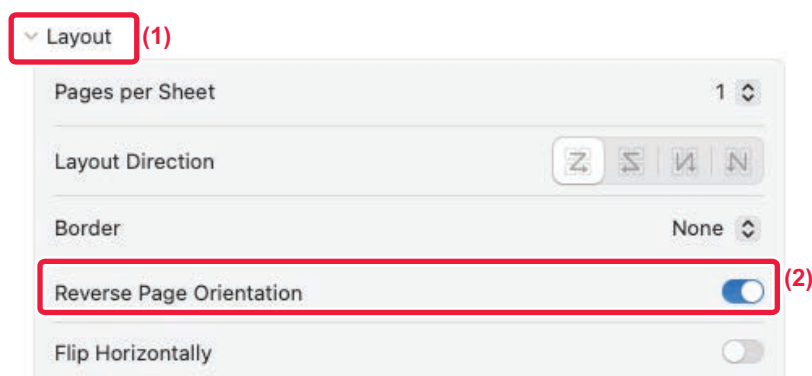 Layout (1)
Pages per Sheet 1
Layout Direction
Border None
Reverse Page Orientation (2)
Flip Horizontally